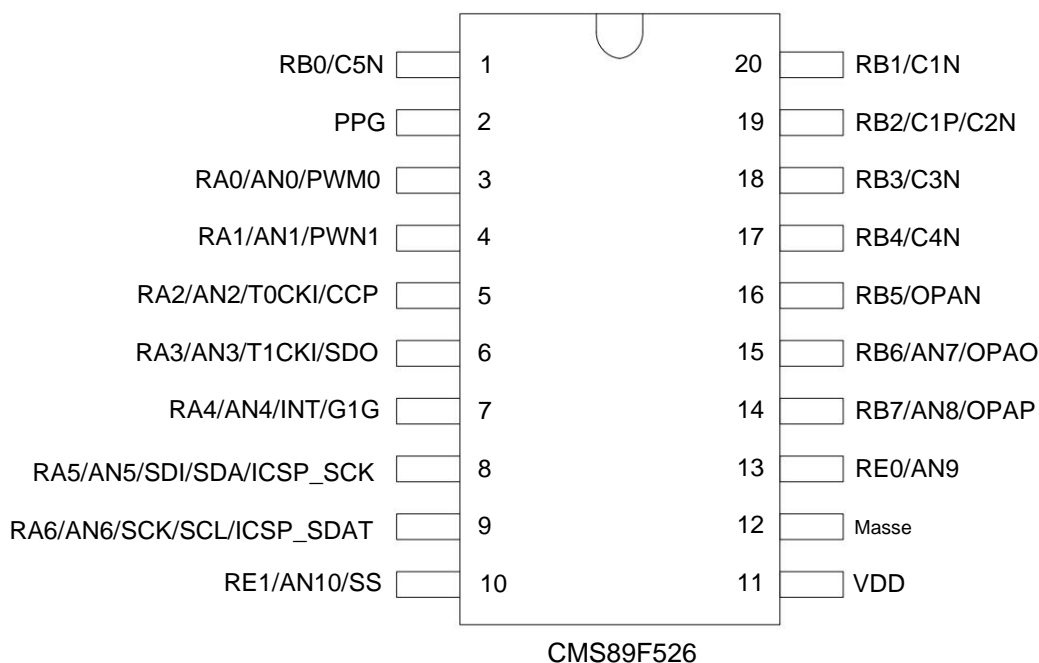 RB0/C5N 1 20 RB1/C1N
PPG 2 19 RB2/C1P/C2N
RA0/AN0/PWM0 3 18 RB3/C3N
RA1/AN1/PWN1 4 17 RB4/C4N
RA2/AN2/T0CKI/CCP 5 16 RB5/OPAN
RA3/AN3/T1CKI/SDO 6 15 RB6/AN7/OPAO
RA4/AN4/INT/G1G 7 14 RB7/AN8/OPAP
RA5/AN5/SDI/SDA/ICSP_SCK 8 13 RE0/AN9
RA6/AN6/SCK/SCL/ICSP_SDAT 9 12 Masse
RE1/AN10/SS 10 11 VDD
CMS89F526